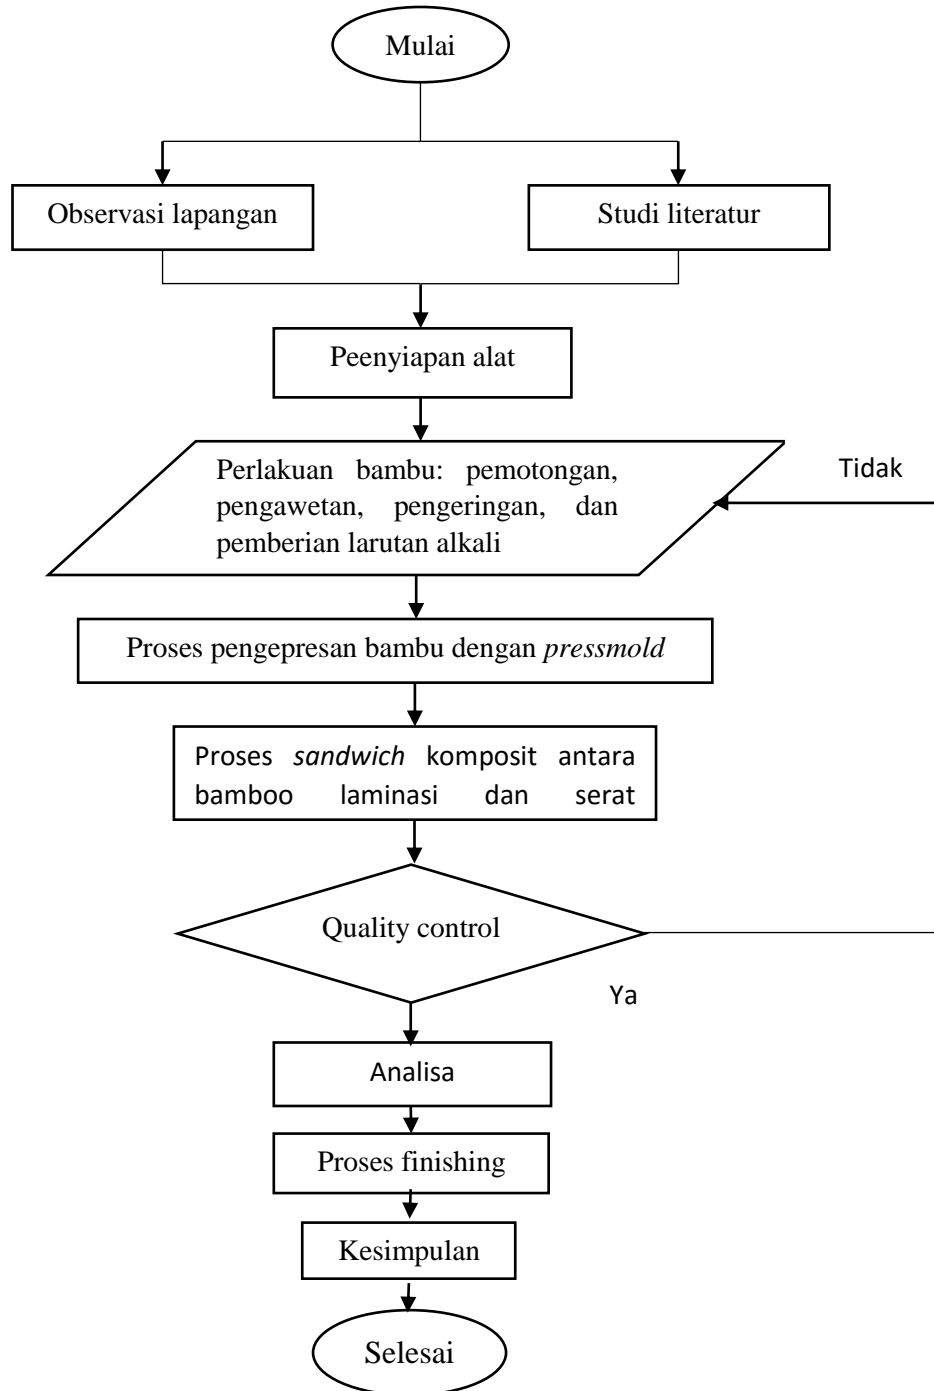 Mulai
Observasi lapangan
Studi literatur
Peenyiapan alat
Perlakuan bambu: pemotongan,
pengawetan, pengeringan, dan
pemberian larutan alkali
Tidak
Proses pengepresan bambu dengan pressmold
Proses sandwich komposit antara
bamboo laminasi dan serat
Quality control
Ya
Analisa
Proses finishing
Kesimpulan
Selesai